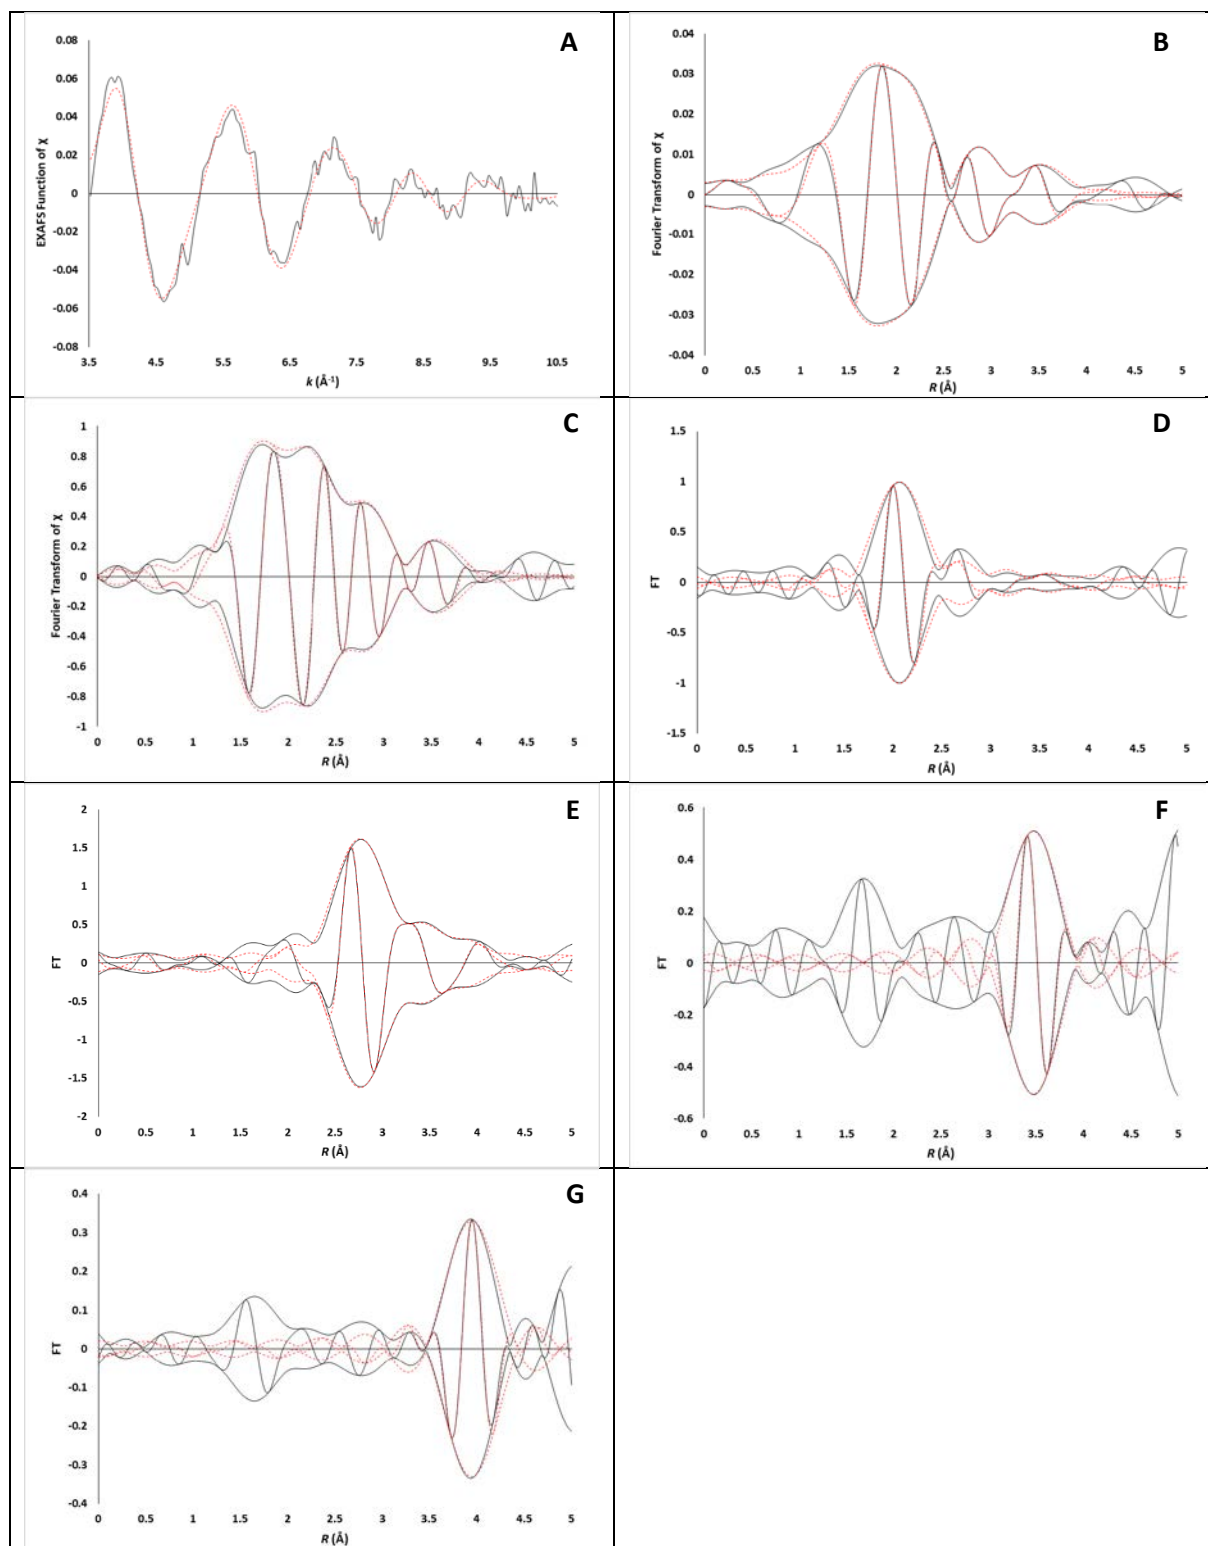 A
0.08
0.06
0.04
0.02
0
-0.02
-0.04
-0.06
-0.08
EXAFS Function of χ
3.5 4.5 5.5 6.5 7.5 8.5 9.5 10.5
k (Å-1)
B
0.04
0.03
0.02
0.01
0
-0.01
-0.02
-0.03
-0.04
Fourier Transform of χ
0 0.5 1 1.5 2 2.5 3 3.5 4 4.5 5
R (Å)
C
1
0.8
0.6
0.4
0.2
0
-0.2
-0.4
-0.6
-0.8
-1
Fourier Transform of χ
0 0.5 1 1.5 2 2.5 3 3.5 4 4.5 5
R (Å)
D
1.5
1
0.5
0
-0.5
-1
-1.5
FT
0 0.5 1 1.5 2 2.5 3 3.5 4 4.5 5
R (Å)
E
2
1.5
1
0.5
0
-0.5
-1
-1.5
-2
FT
0 0.5 1 1.5 2 2.5 3 3.5 4 4.5 5
R (Å)
F
0.6
0.4
0.2
0
-0.2
-0.4
-0.6
FT
0 0.5 1 1.5 2 2.5 3 3.5 4 4.5 5
R (Å)
G
0.4
0.3
0.2
0.1
0
-0.1
-0.2
-0.3
-0.4
FT
0 0.5 1 1.5 2 2.5 3 3.5 4 4.5 5
R (Å)